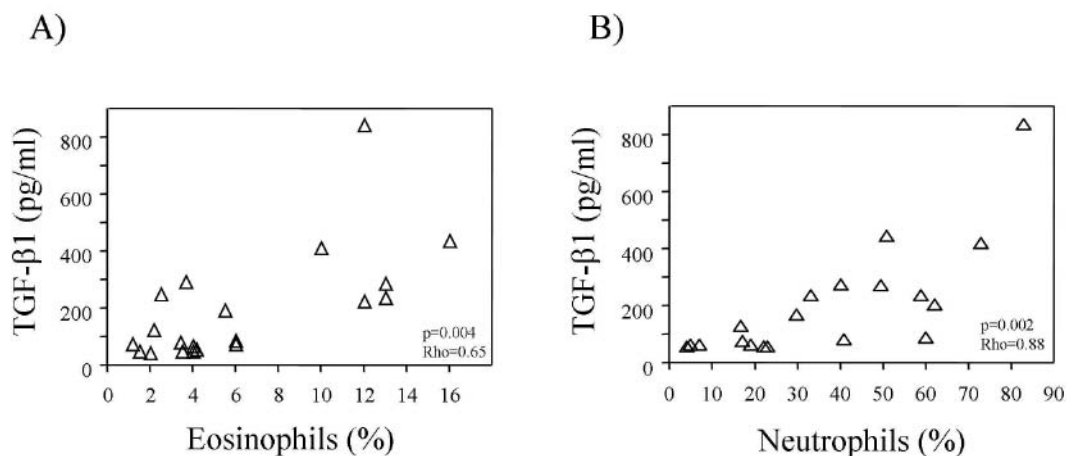 A)
TGF-β1 (pg/ml)
800
600
400
200
0
0 2 4 6 8 10 12 14 16
p=0.004
Rho=0.65
Eosinophils (%)
B)
TGF-β1 (pg/ml)
800
600
400
200
0
0 10 20 30 40 50 60 70 80 90
p=0.002
Rho=0.88
Neutrophils (%)